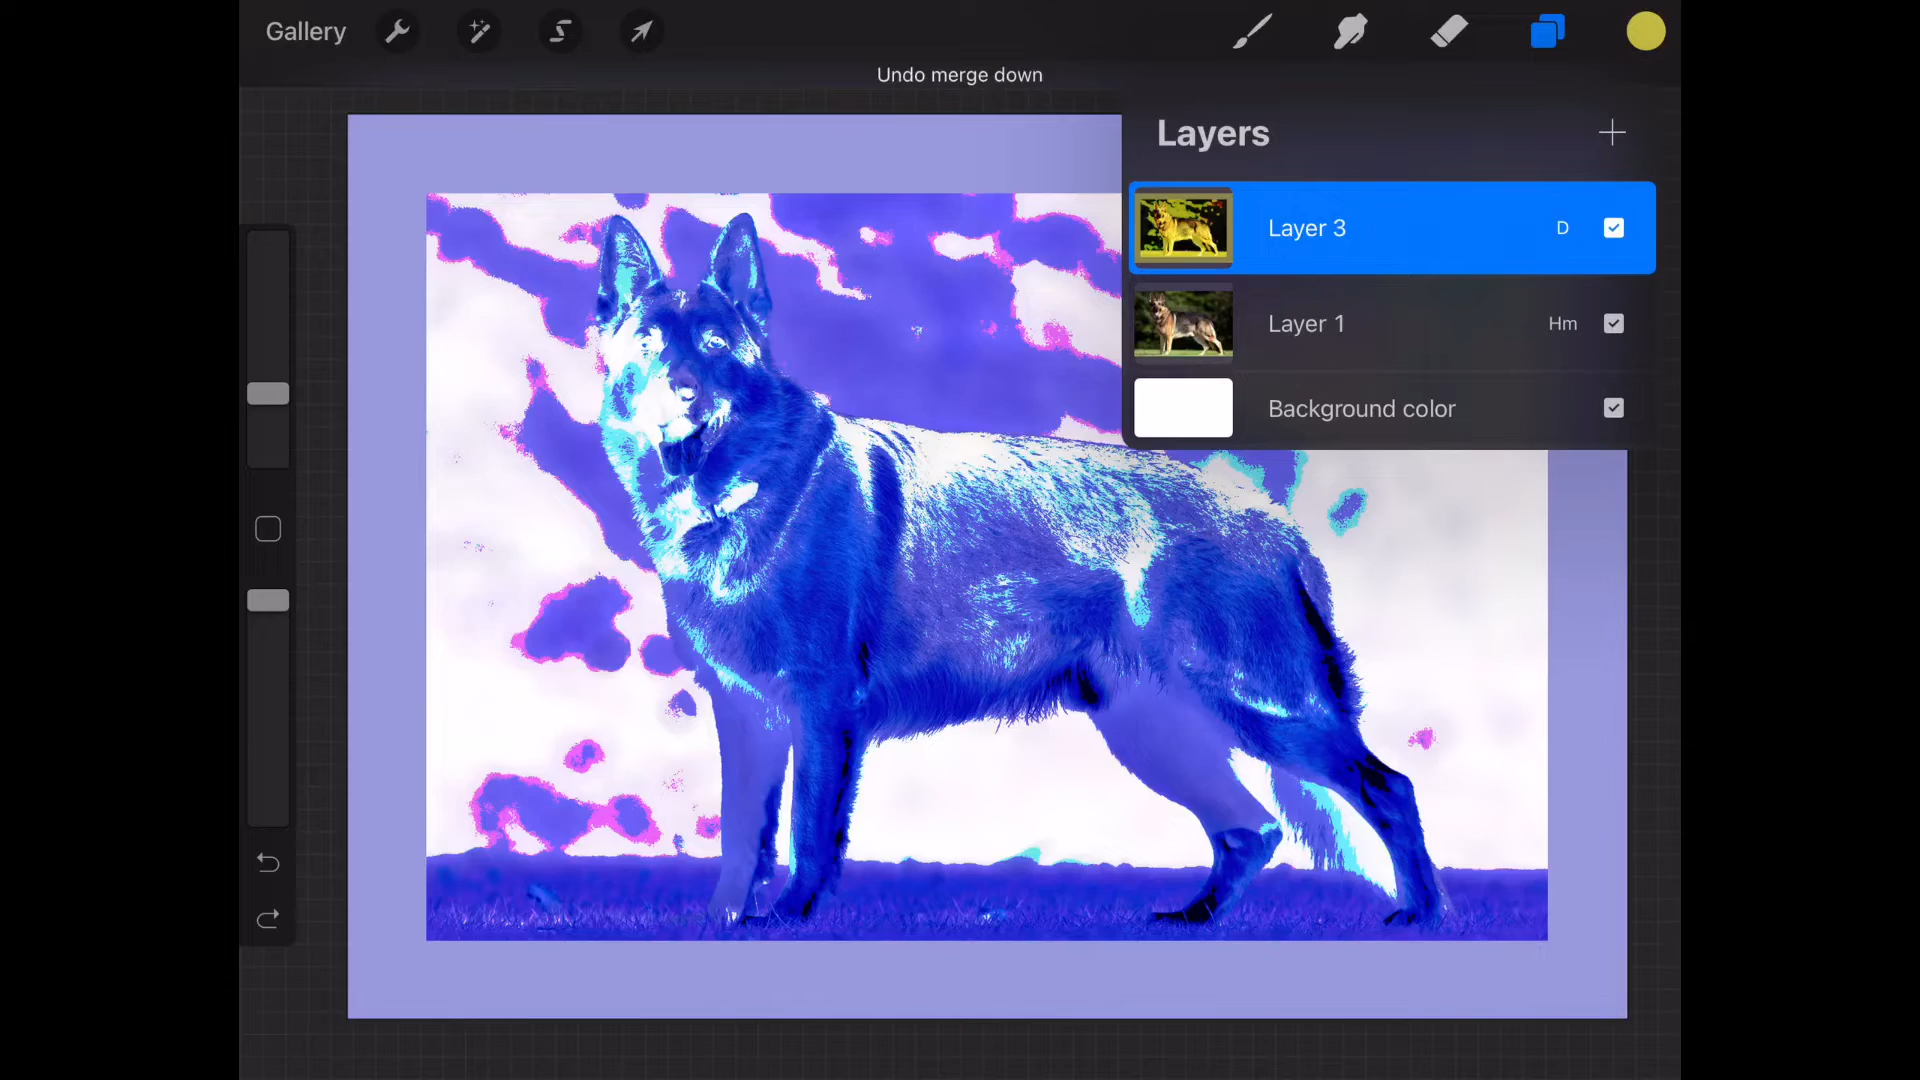 Gallery
Undo merge down
Layers
Layer 3 D
Layer 1 Hm
Background color